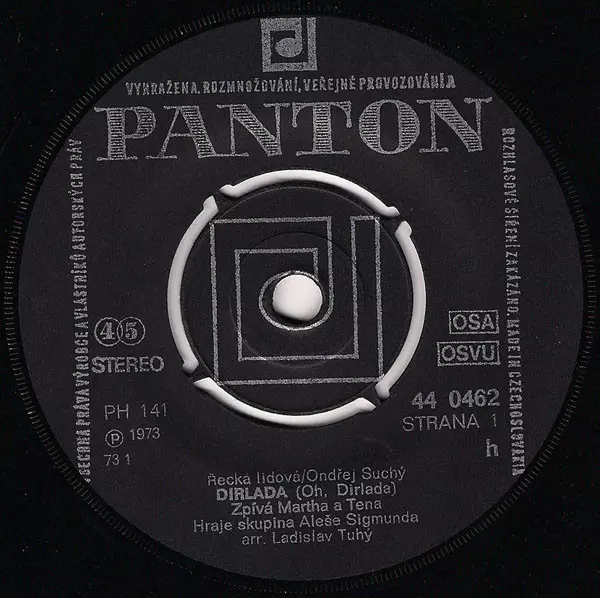 VYHRAŽENA. ROZMNOŽOVÁNÍ, VEŘEJNÉ PROVOZOVÁNÍ A
PANTON
VŠECHNA PRÁVA VÝROBCE A VLASTNÍKŮ AUTORSKÝCH PRÁV
ROZHLASOVÉ ŠÍŘENÍ ZAKÁZÁNO. MADE IN CZECHOSLOVAKIA
45
STEREO
OSA
OSVU
PH 141
44 0462
STRANA 1
Ⓟ 1973
h
73 1
Řecká lidová/Ondřej Suchý
DIRLADA (Oh, Dirlada)
Zpívá Martha a Tena
Hraje skupina Aleše Sigmunda
arr. Ladislav Tuhý